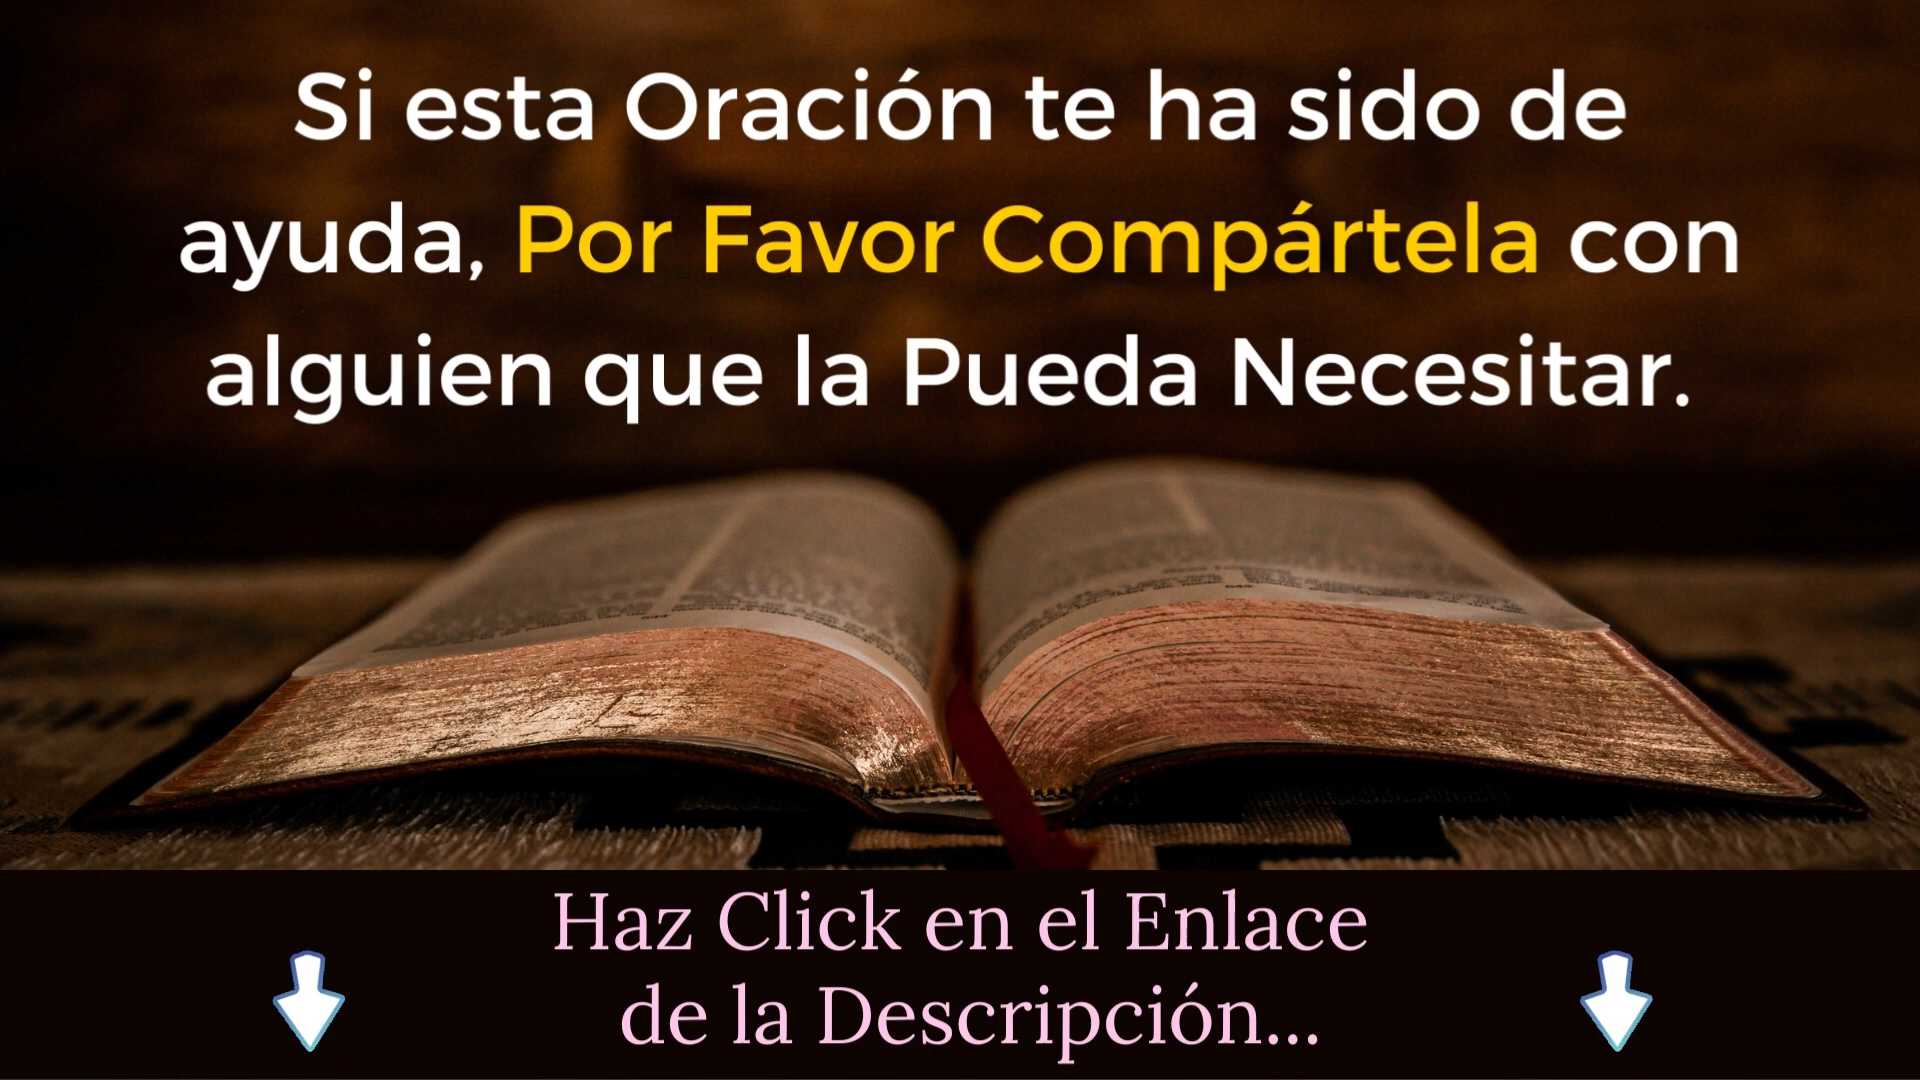 Si esta Oración te ha sido de
ayuda, Por Favor Compártela con
alguien que la Pueda Necesitar.
Haz Click en el Enlace
de la Descripción...